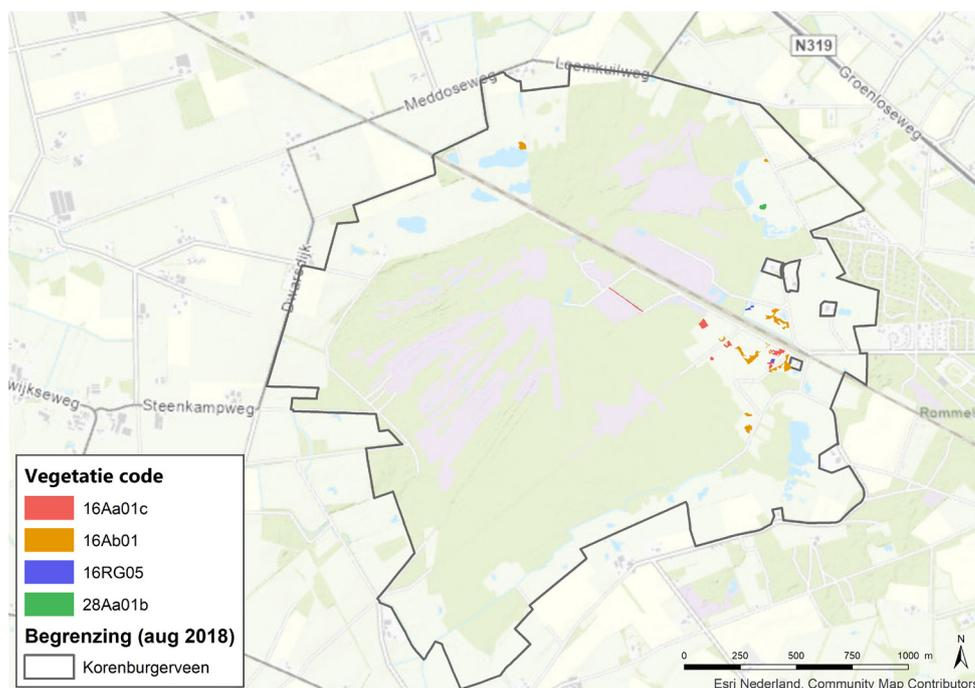 N319
Groenloseweg
Leemkuilweg
Meddoseweg
Dwarsdijk
wijkseweg
Steenkampweg
Rommel
Vegetatie code
16Aa01c
16Ab01
16RG05
28Aa01b
Begrenzing (aug 2018)
Korenburgerveen
N
0 250 500 750 1000 m
Esri Nederland, Community Map Contributors